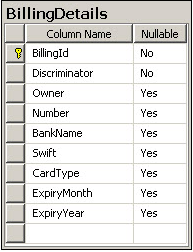 BillingDetails
Column Name Nullable
BillingId No
Discriminator No
Owner Yes
Number Yes
BankName Yes
Swift Yes
CardType Yes
ExpiryMonth Yes
ExpiryYear Yes